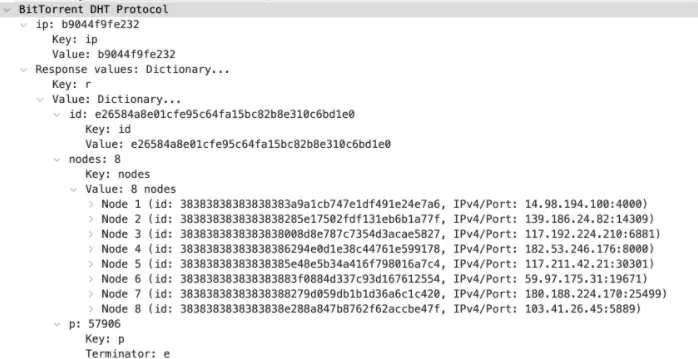 BitTorrent DHT Protocol
ip: b9044f9fe232
Key: ip
Value: b9044f9fe232
Response values: Dictionary...
Key: r
Value: Dictionary...
id: e26584a8e01cfe95c64fa15bc82b8e310c6bd1e0
Key: id
Value: e26584a8e01cfe95c64fa15bc82b8e310c6bd1e0
nodes: 8
Key: nodes
Value: 8 nodes
Node 1 (id: 38383838383838383a9a1cb747e1df491e24e7a6, IPv4/Port: 14.98.194.100:4000)
Node 2 (id: 3838383838383838285e17502fdf131eb6b1a77f, IPv4/Port: 139.186.24.82:14309)
Node 3 (id: 3838383838383838008d8e787c7354d3acae5827, IPv4/Port: 117.192.224.210:6881)
Node 4 (id: 38383838383838386294e0d1e38c44761e599178, IPv4/Port: 182.53.246.176:8000)
Node 5 (id: 38383838383838385e48e5b34a416f798016a7c4, IPv4/Port: 117.211.42.21:30301)
Node 6 (id: 3838383838383883f0884d337c93d167612554, IPv4/Port: 59.97.175.31:19671)
Node 7 (id: 3838383838383838279d059db1b1d36a6c1c420, IPv4/Port: 180.188.224.170:25499)
Node 8 (id: 3838383838383838e288a847b8762f62accbe47f, IPv4/Port: 103.41.26.45:5889)
p: 57906
Key: p
Terminator: e